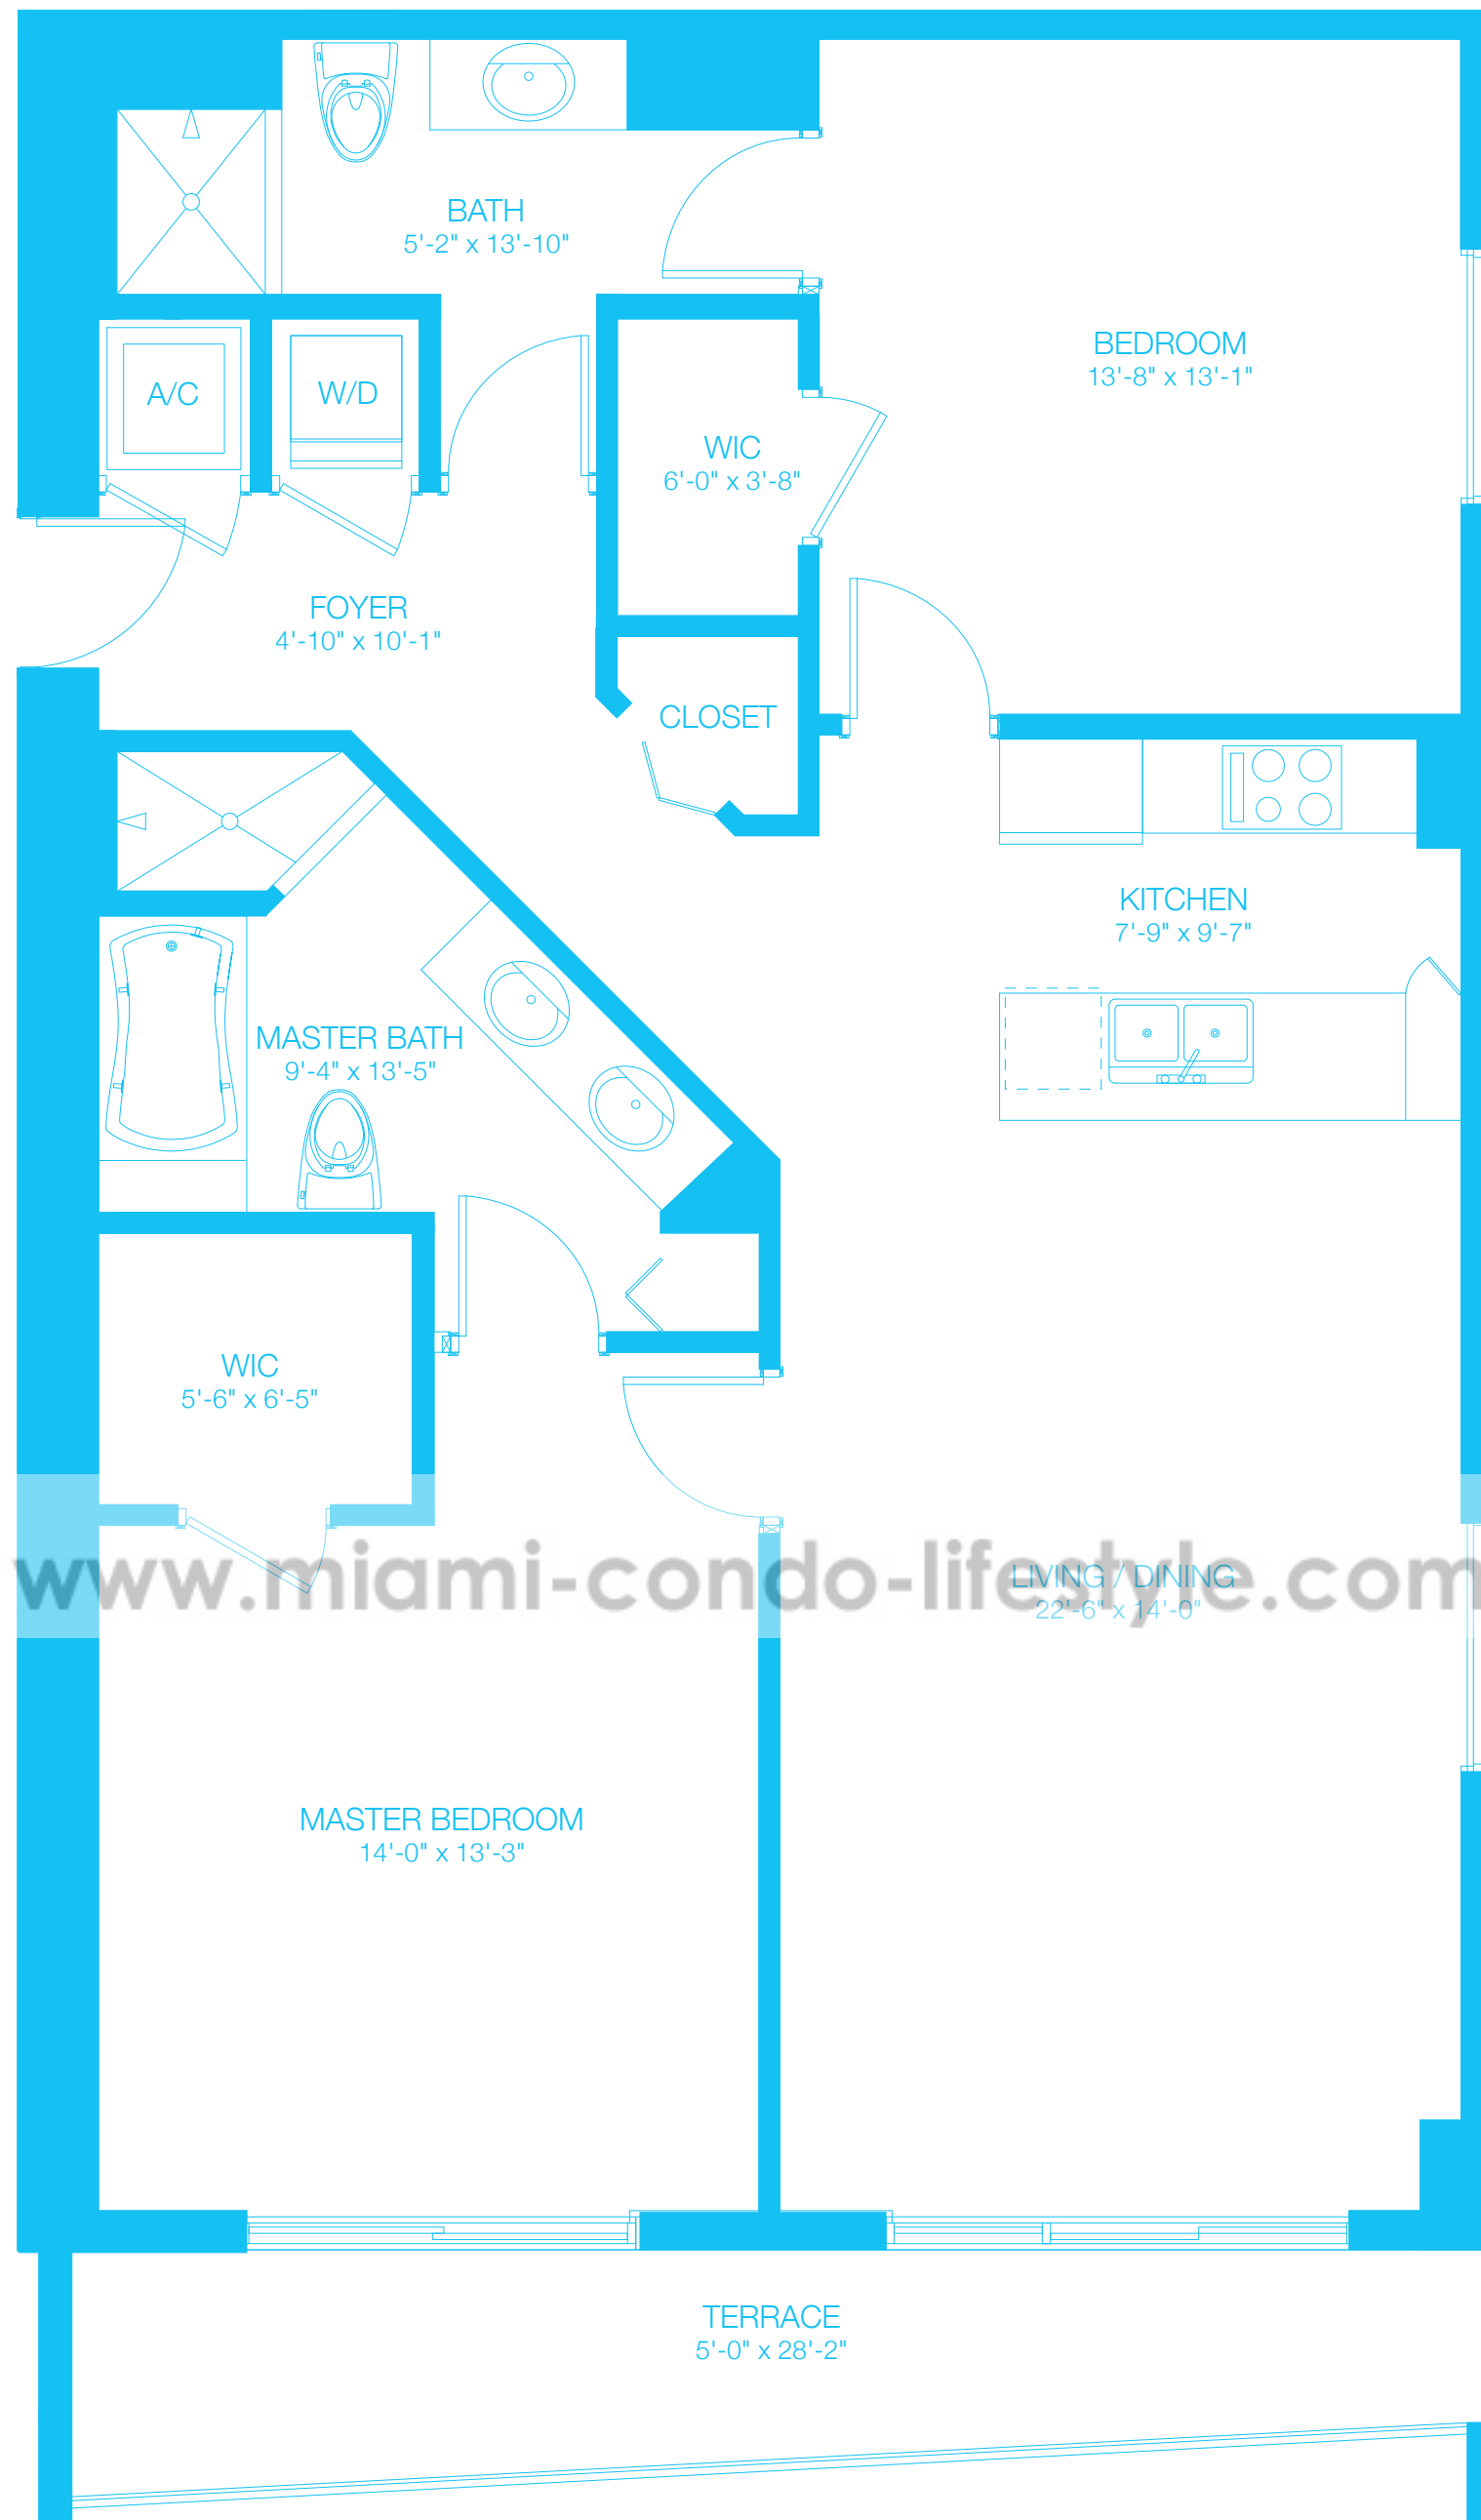 BATH
5'-2" x 13'-10"
BEDROOM
13'-8" x 13'-1"
A/C
W/D
WIC
6'-0" x 3'-8"
FOYER
4'-10" x 10'-1"
CLOSET
KITCHEN
7'-9" x 9'-7"
MASTER BATH
9'-4" x 13'-5"
WIC
5'-6" x 6'-5"
www.miami-condo-lifestyle.com
LIVING / DINING
22'-6" x 14'-0"
MASTER BEDROOM
14'-0" x 13'-3"
TERRACE
5'-0" x 28'-2"